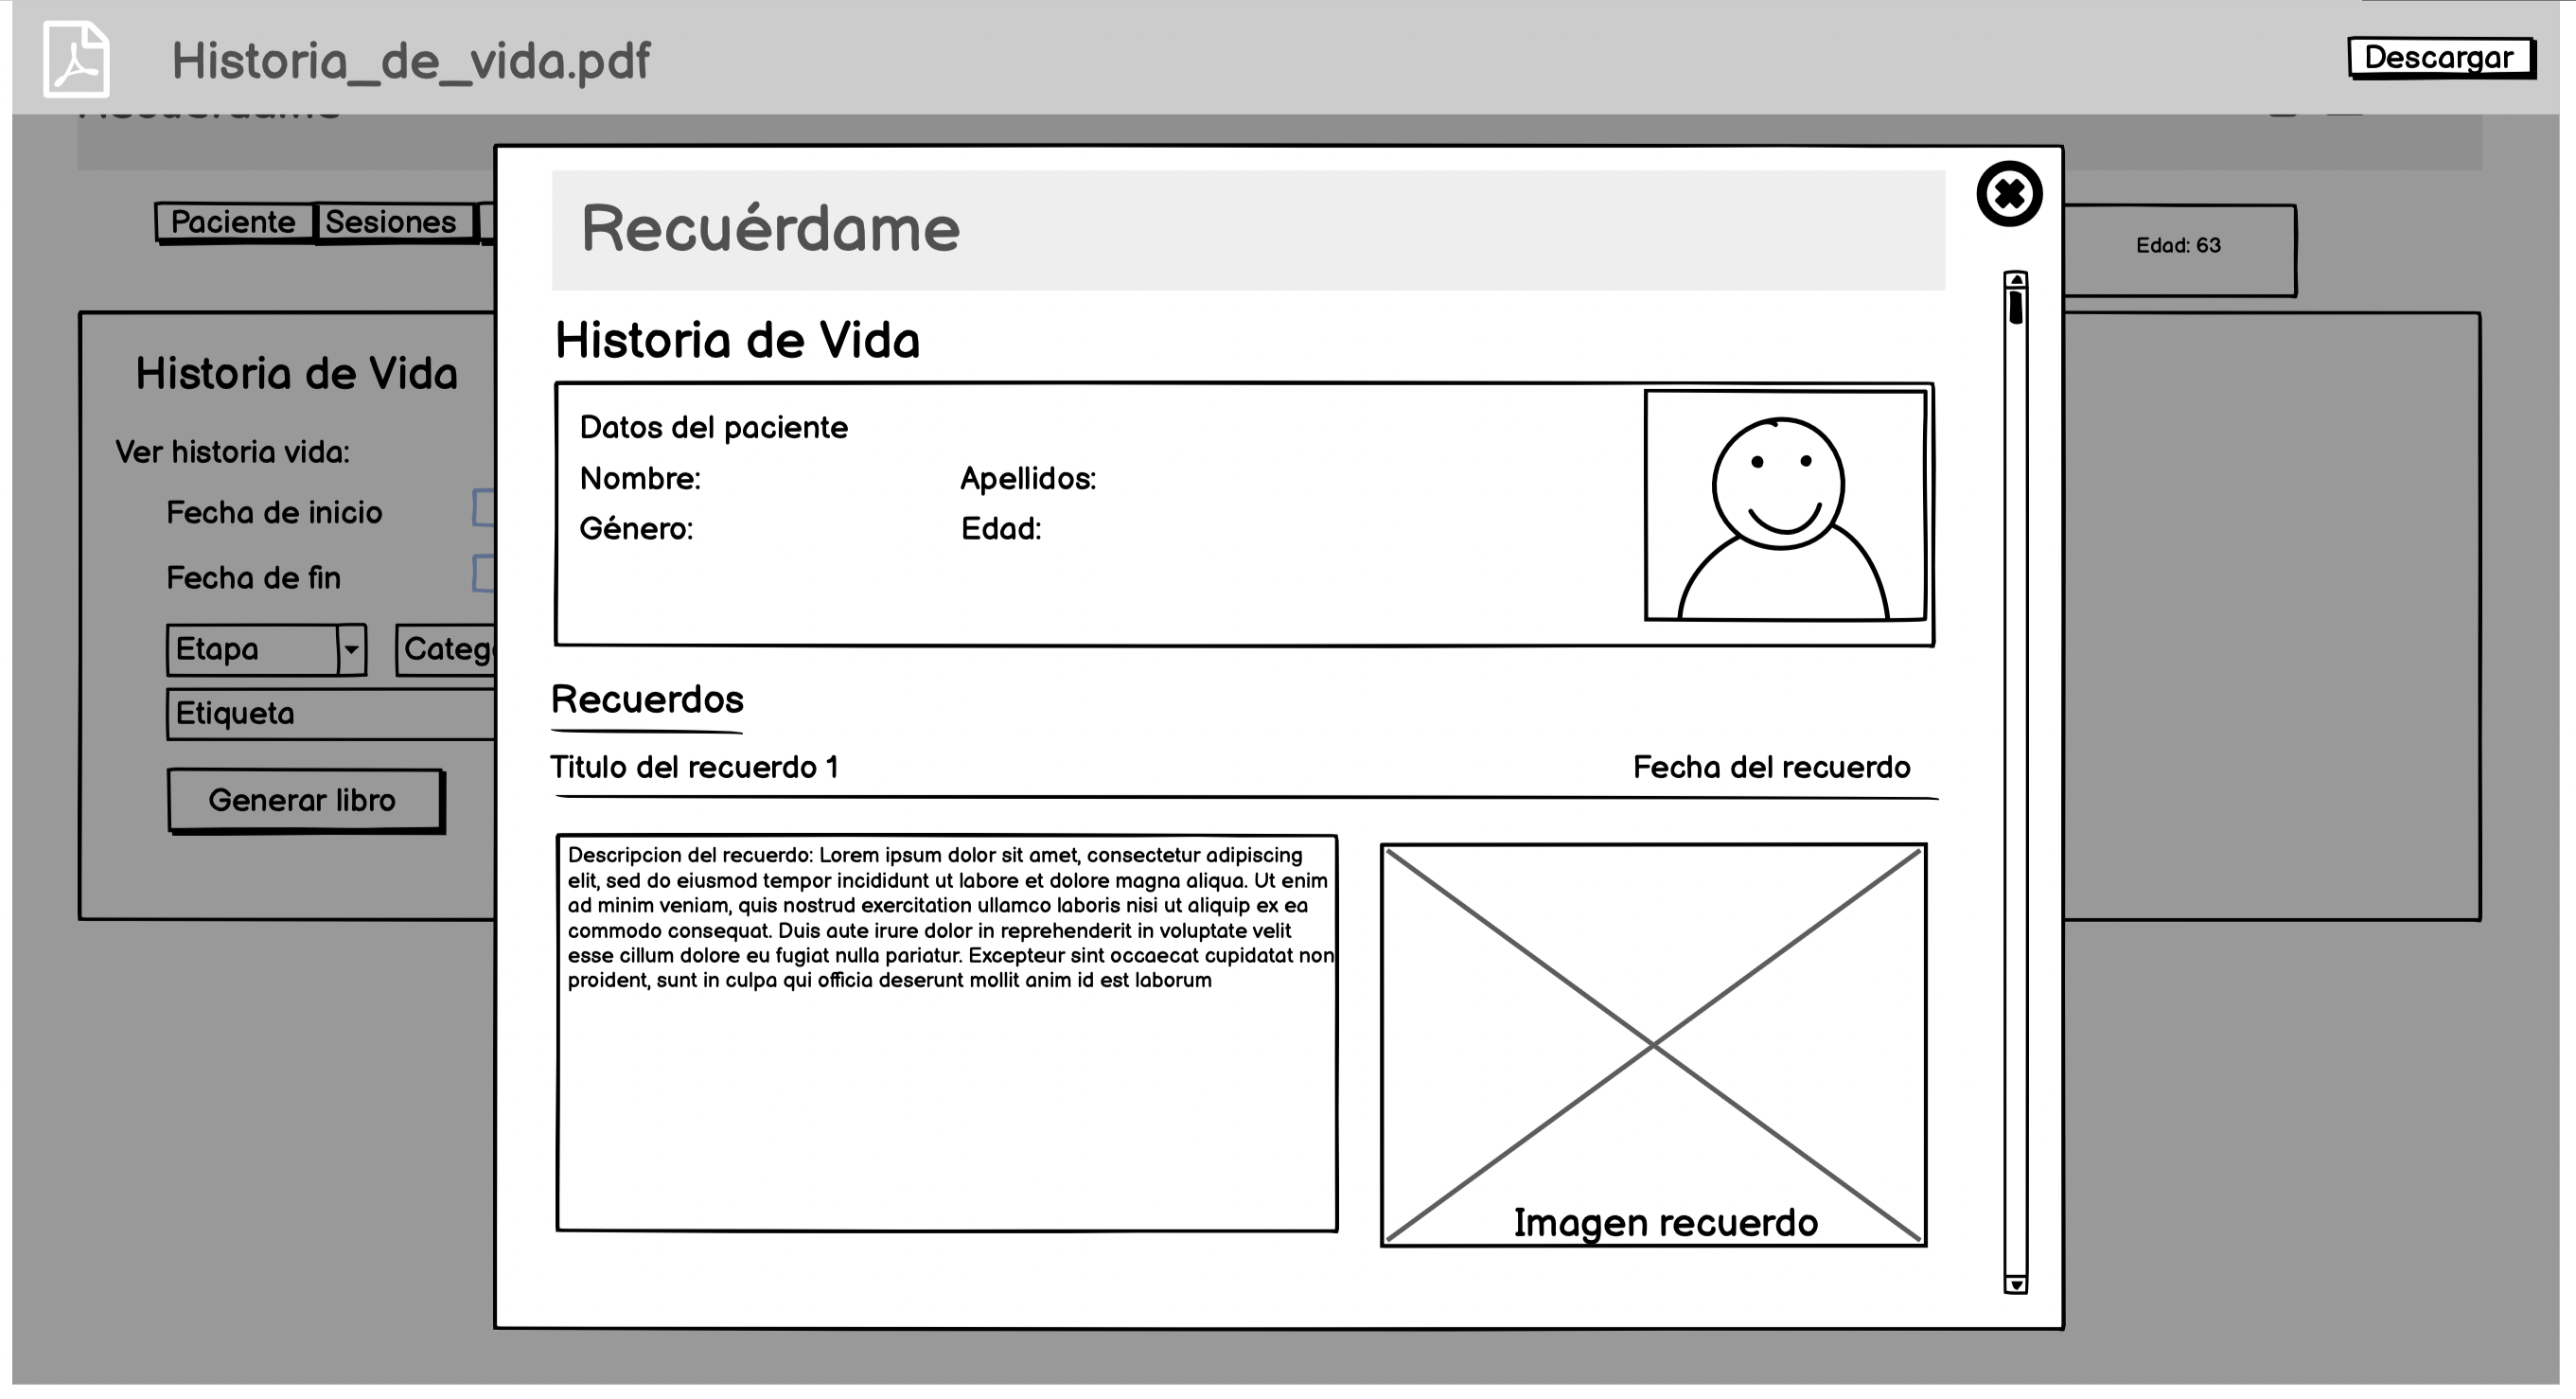 Historia_de_vida.pdf
Descargar
Recuérdame
Paciente
Sesiones
Edad: 63
Historia de Vida
Ver historia vida:
Fecha de inicio
Fecha de fin
Etapa
Etiqueta
Generar libro
Recuérdame
Historia de Vida
Datos del paciente
Nombre:
Apellidos:
Género:
Edad:
Recuerdos
Titulo del recuerdo 1
Fecha del recuerdo
Descripcion del recuerdo: Lorem ipsum dolor sit amet, consectetur adipiscing
elit, sed do eiusmod tempor incididunt ut labore et dolore magna aliqua. Ut enim
ad minim veniam, quis nostrud exercitation ullamco laboris nisi ut aliquip ex ea
commodo consequat. Duis aute irure dolor in reprehenderit in voluptate velit
esse cillum dolore eu fugiat nulla pariatur. Excepteur sint occaecat cupidatat non
proident, sunt in culpa qui officia deserunt mollit anim id est laborum
Imagen recuerdo